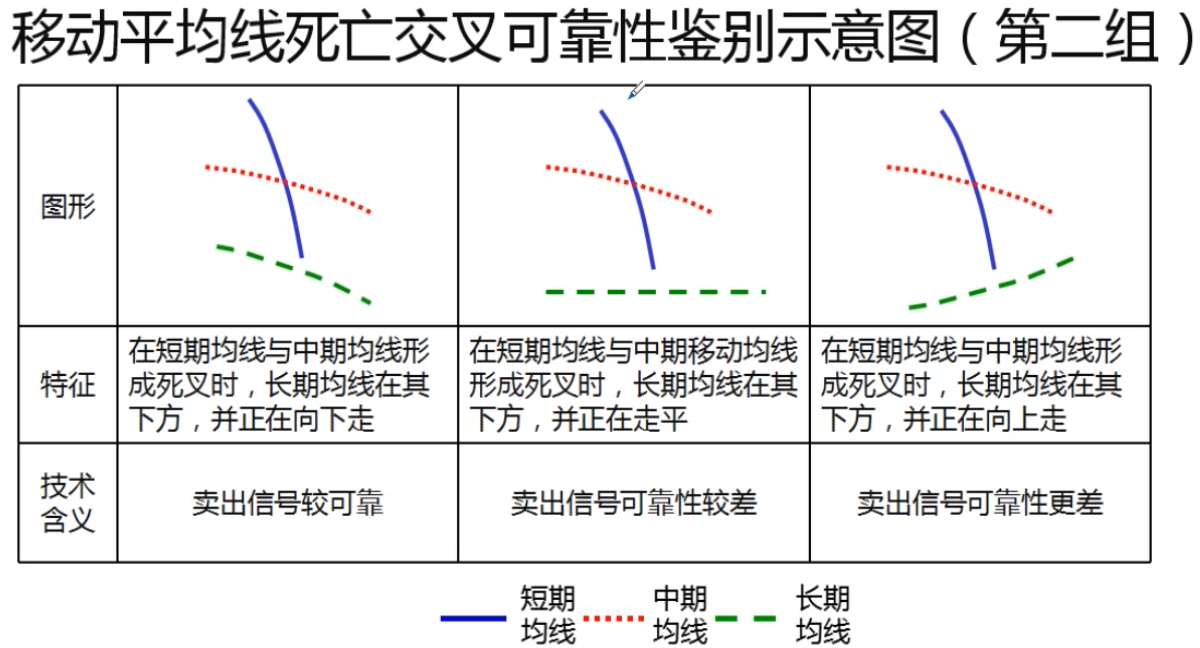 移动平均线死亡交叉可靠性鉴别示意图（第二组）
图形
特征
在短期均线与中期均线形
成死叉时，长期均线在其
下方，并正在向下走
在短期均线与中期移动均线
形成死叉时，长期均线在其
下方，并正在走平
在短期均线与中期均线形
成死叉时，长期均线在其
下方，并正在向上走
技术
含义
卖出信号较可靠
卖出信号可靠性较差
卖出信号可靠性更差
短期
均线
中期
均线
长期
均线